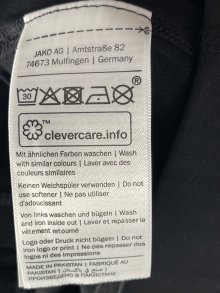 JAKO AG | Amtstraße 82
74673 Mulfingen | Germany
30
clevercare.info
Mit ähnlichen Farben waschen | Wash
with similar colours | Laver avec des
couleurs similaires
Keinen Weichspüler verwenden | Do not
use softener | Ne pas utiliser
d'adoucissant
Von links waschen und bügeln | Wash and
iron inside out | Laver et repasser le
vêtement retourné
Logo oder Druck nicht bügeln | Do not
iron logo or print | Ne pas repasser des
logos ni des impressions
MADE IN PAKISTAN | FABRIQUÉ AU
PAKISTAN
ПРОИЗВЕДЕНО В ПАКИСТАНЕ